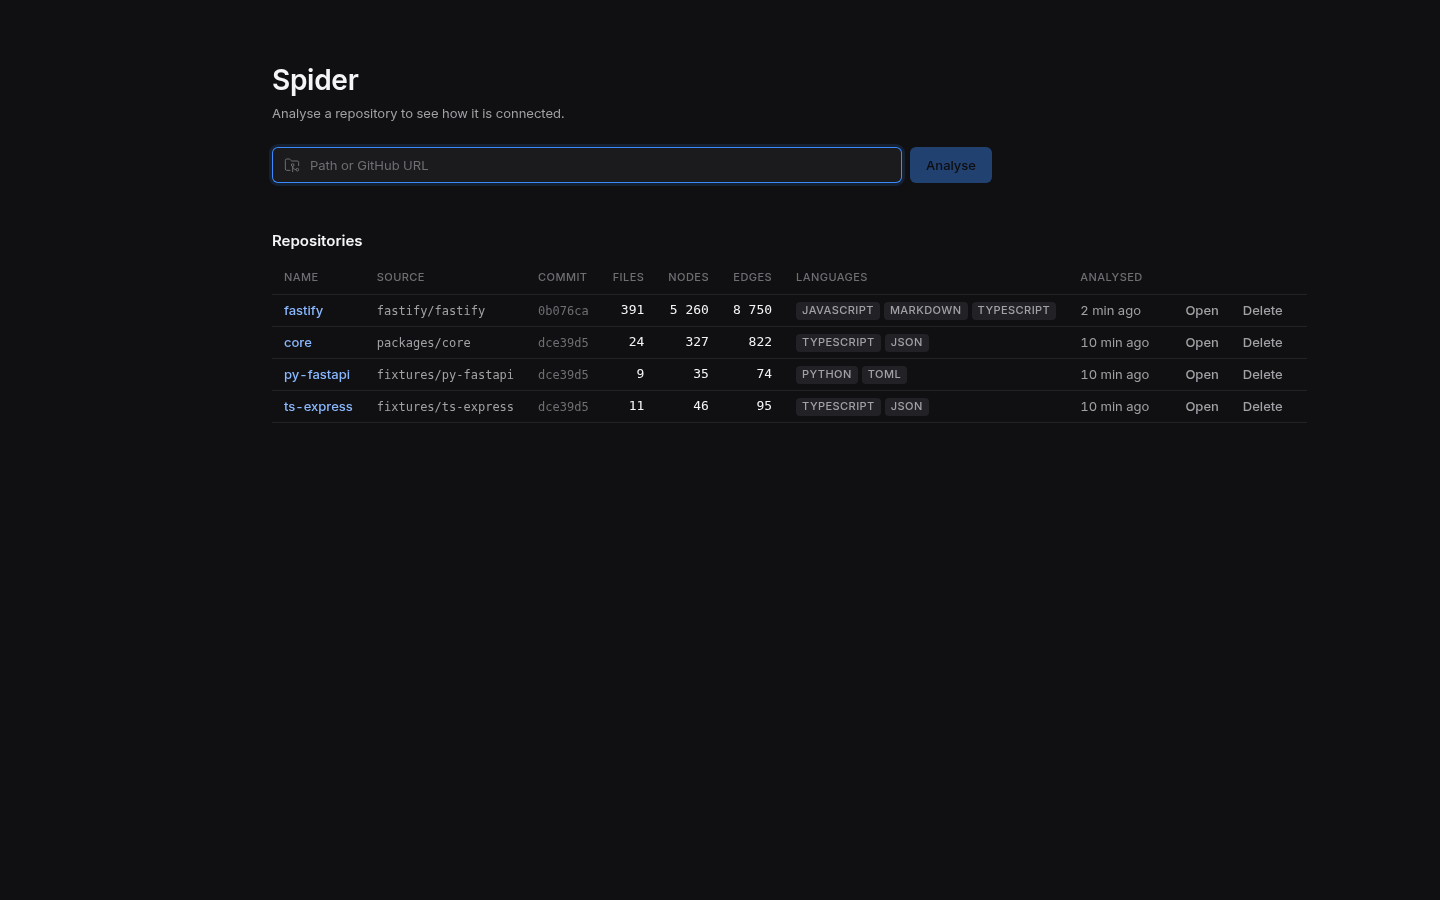 Spider
Analyse a repository to see how it is connected.
Path or GitHub URL Analyse
Repositories
NAME SOURCE COMMIT FILES NODES EDGES LANGUAGES ANALYSED
fastify fastify/fastify 0b076ca 391 5 260 8 750 JAVASCRIPT MARKDOWN TYPESCRIPT 2 min ago Open Delete
core packages/core dce39d5 24 327 822 TYPESCRIPT JSON 10 min ago Open Delete
py-fastapi fixtures/py-fastapi dce39d5 9 35 74 PYTHON TOML 10 min ago Open Delete
ts-express fixtures/ts-express dce39d5 11 46 95 TYPESCRIPT JSON 10 min ago Open Delete